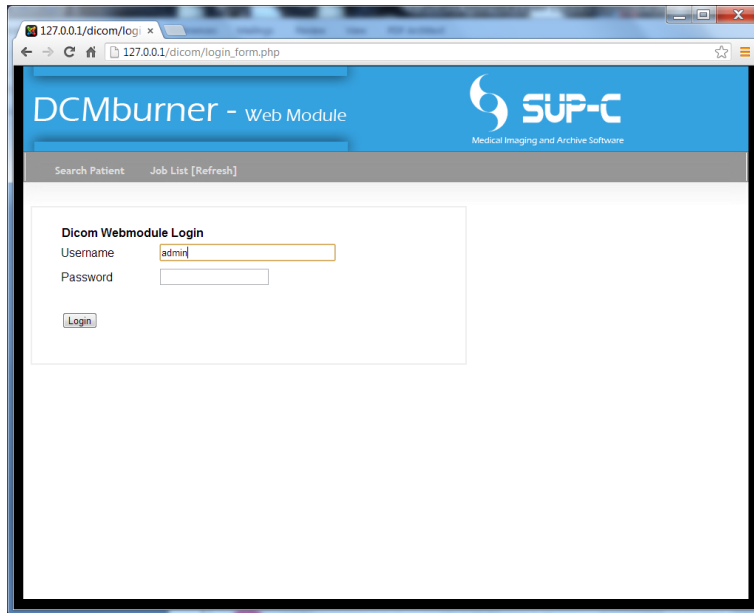 127.0.0.1/dicom/logi
127.0.0.1/dicom/login_form.php
DCMburner - Web Module
SUP-C
Medical Imaging and Archive Software
Search Patient Job List [Refresh]
Dicom Webmodule Login
Username admin
Password
Login